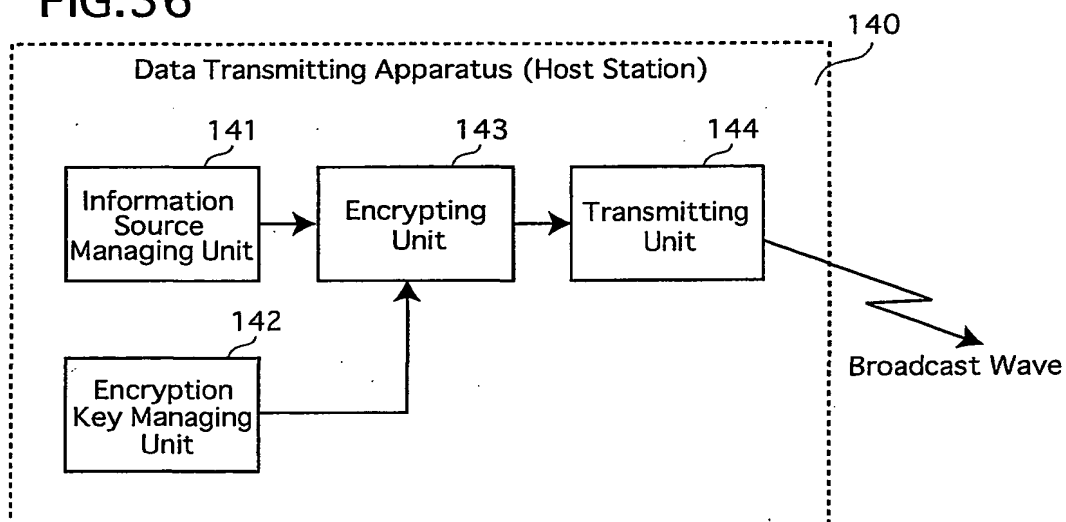 FIG.36
140
Data Transmitting Apparatus (Host Station)
141
143
144
Information
Source
Managing Unit
Encrypting
Unit
Transmitting
Unit
142
Encryption
Key Managing
Unit
Broadcast Wave